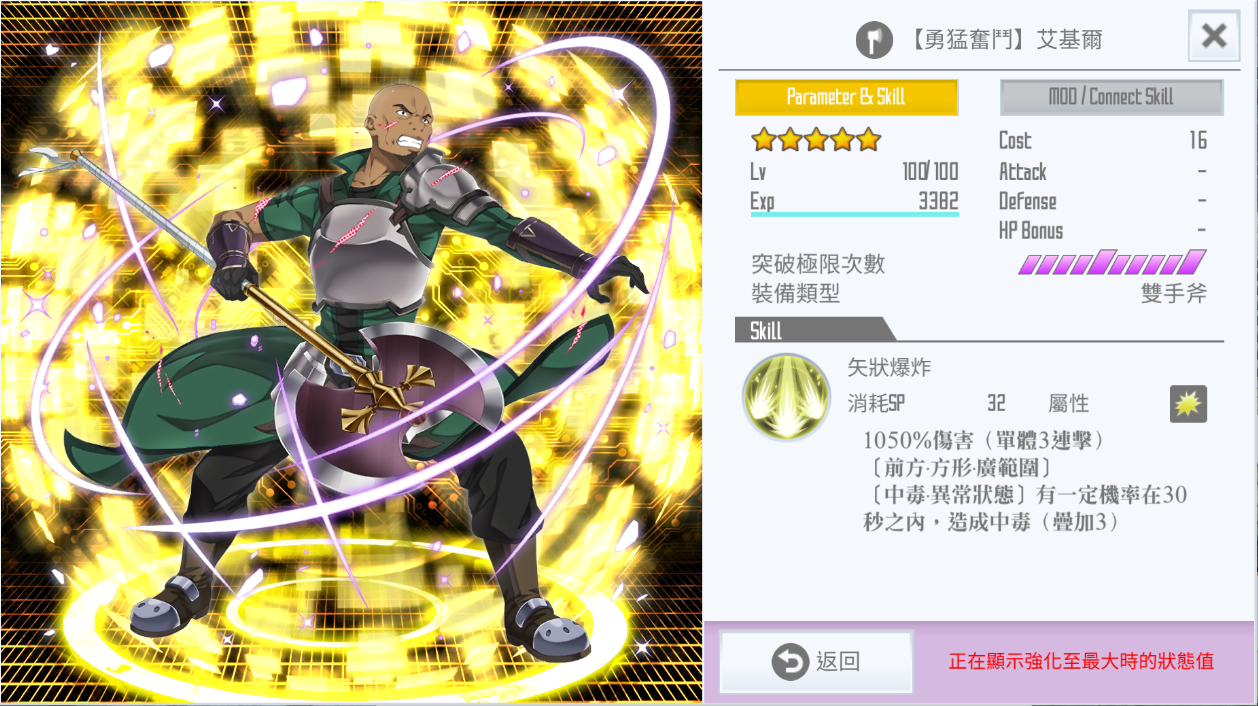 【勇猛奮鬥】艾基爾
Parameter & Skill
MOD / Connect Skill
Lv 100/100
Exp 3382
Cost 16
Attack -
Defense -
HP Bonus -
突破極限次數
裝備類型 雙手斧
Skill
矢狀爆炸
消耗SP 32 屬性
1050%傷害（單體3連擊）
〔前方·方形·廣範圍〕
〔中毒·異常狀態〕有一定機率在30
秒之內，造成中毒（疊加3）
返回
正在顯示強化至最大時的狀態值